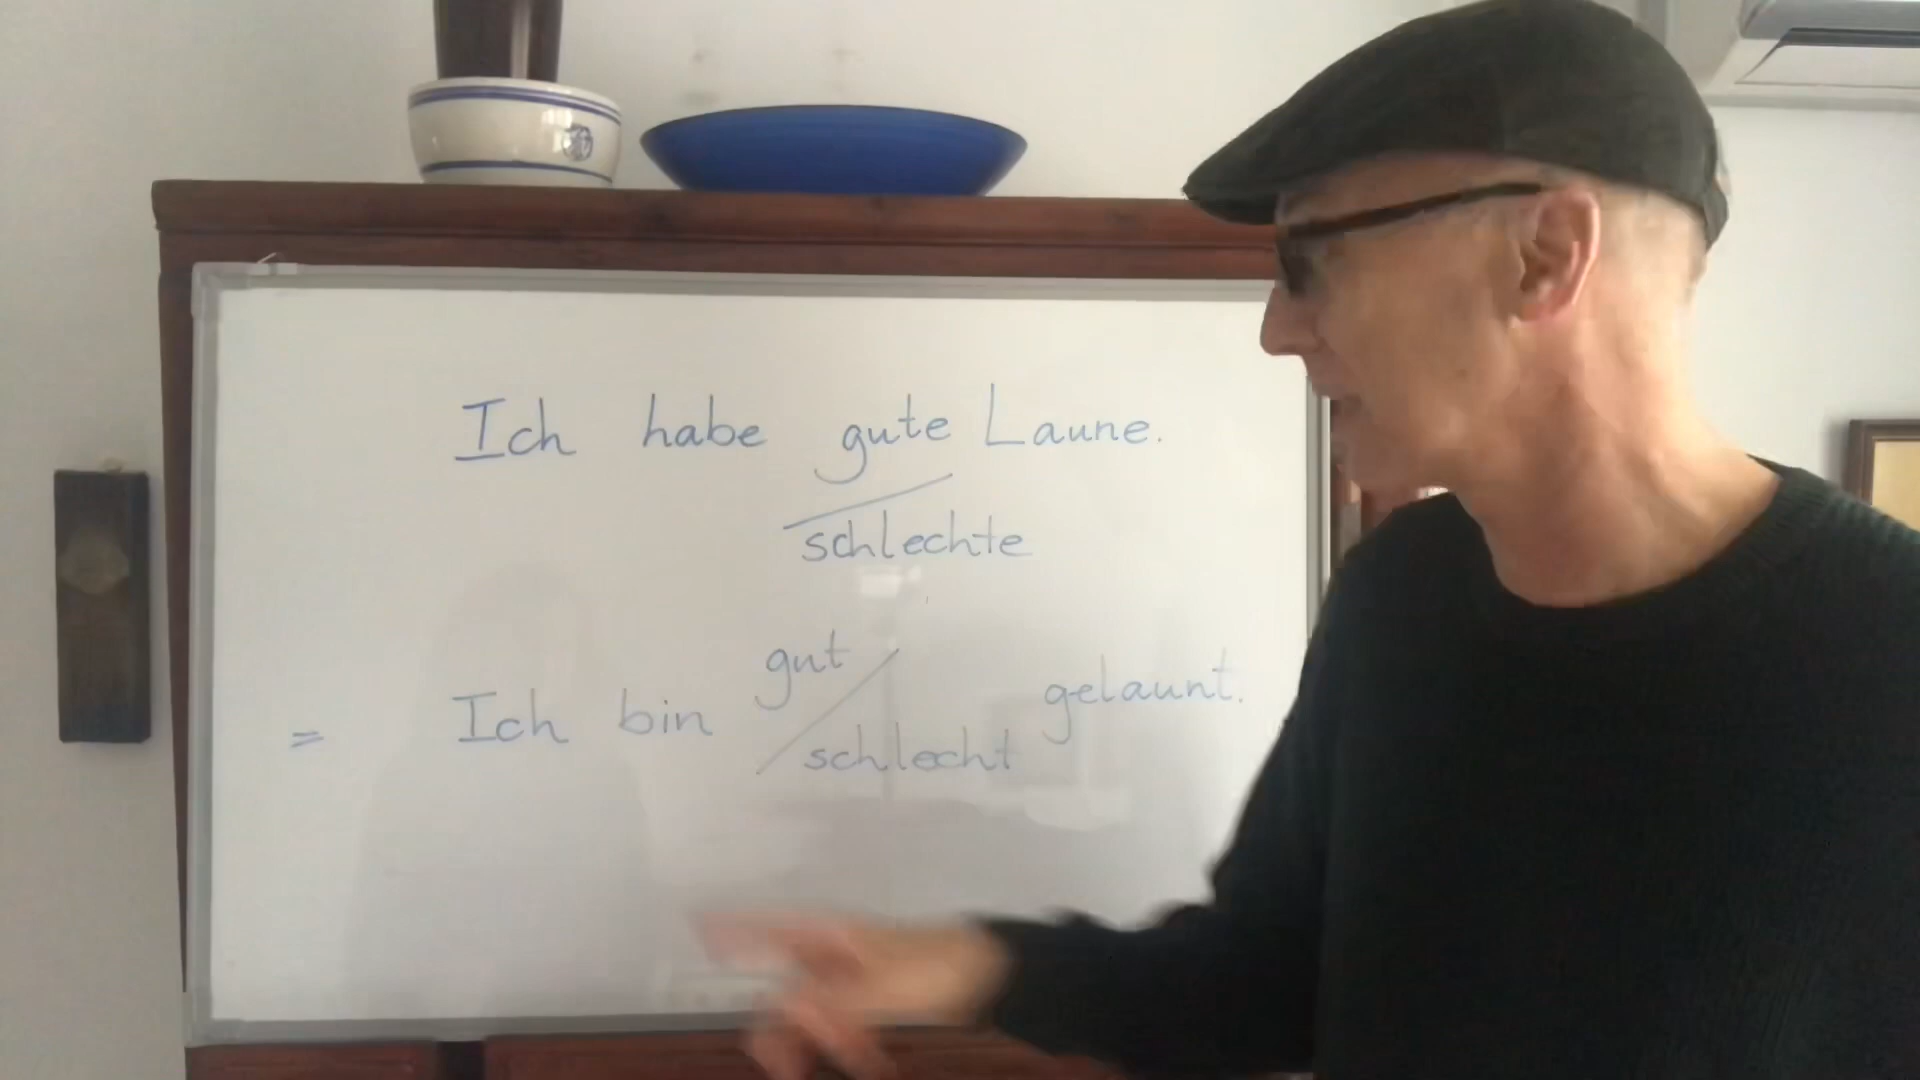 Ich habe gute Laune.
schlechte
gut
= Ich bin gelaunt.
schlecht